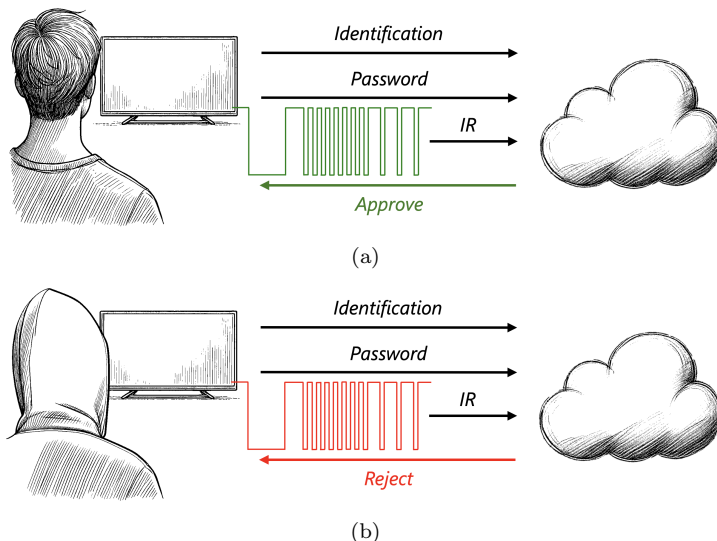 Identification
Password
IR
Approve
(a)
Identification
Password
IR
Reject
(b)